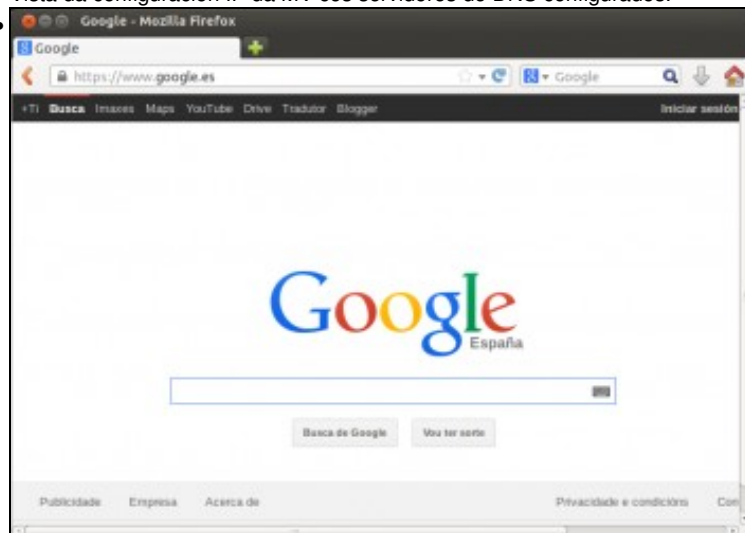 Vista da configuración IP da MV cos servidores de DNS configurados.
Google - Mozilla Firefox
Google
https://www.google.es
Google
+Ti Busca Imaxes Maps YouTube Drive Tradutor Blogger Iniciar sesión
Google
España
Busca de Google Vou ter sorte
Publicidade Empresa Acerca de Privacidade e condicións Con